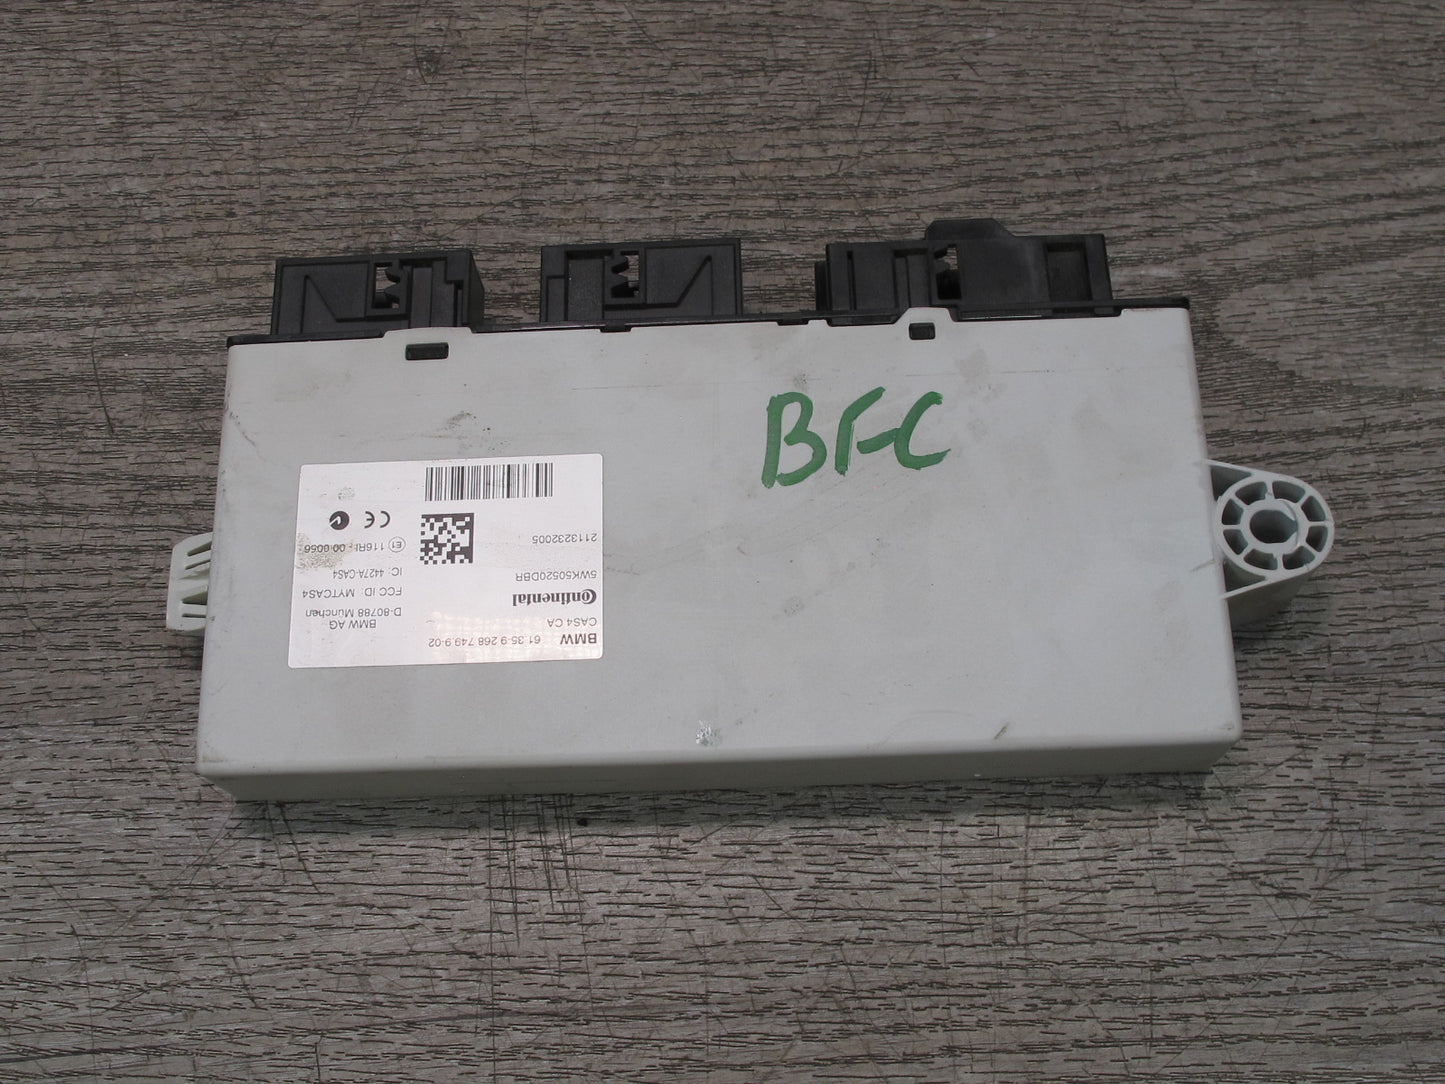 BFC
BMW 61.35-9 268 749.9-02
CAS4 CA
Continental
5WK50520DBR
2113232005
BMW AG
D-80788 München
FCC ID: MYTCAS4
IC: 4427A-CAS4
E1 116RI- 00 0056
CE